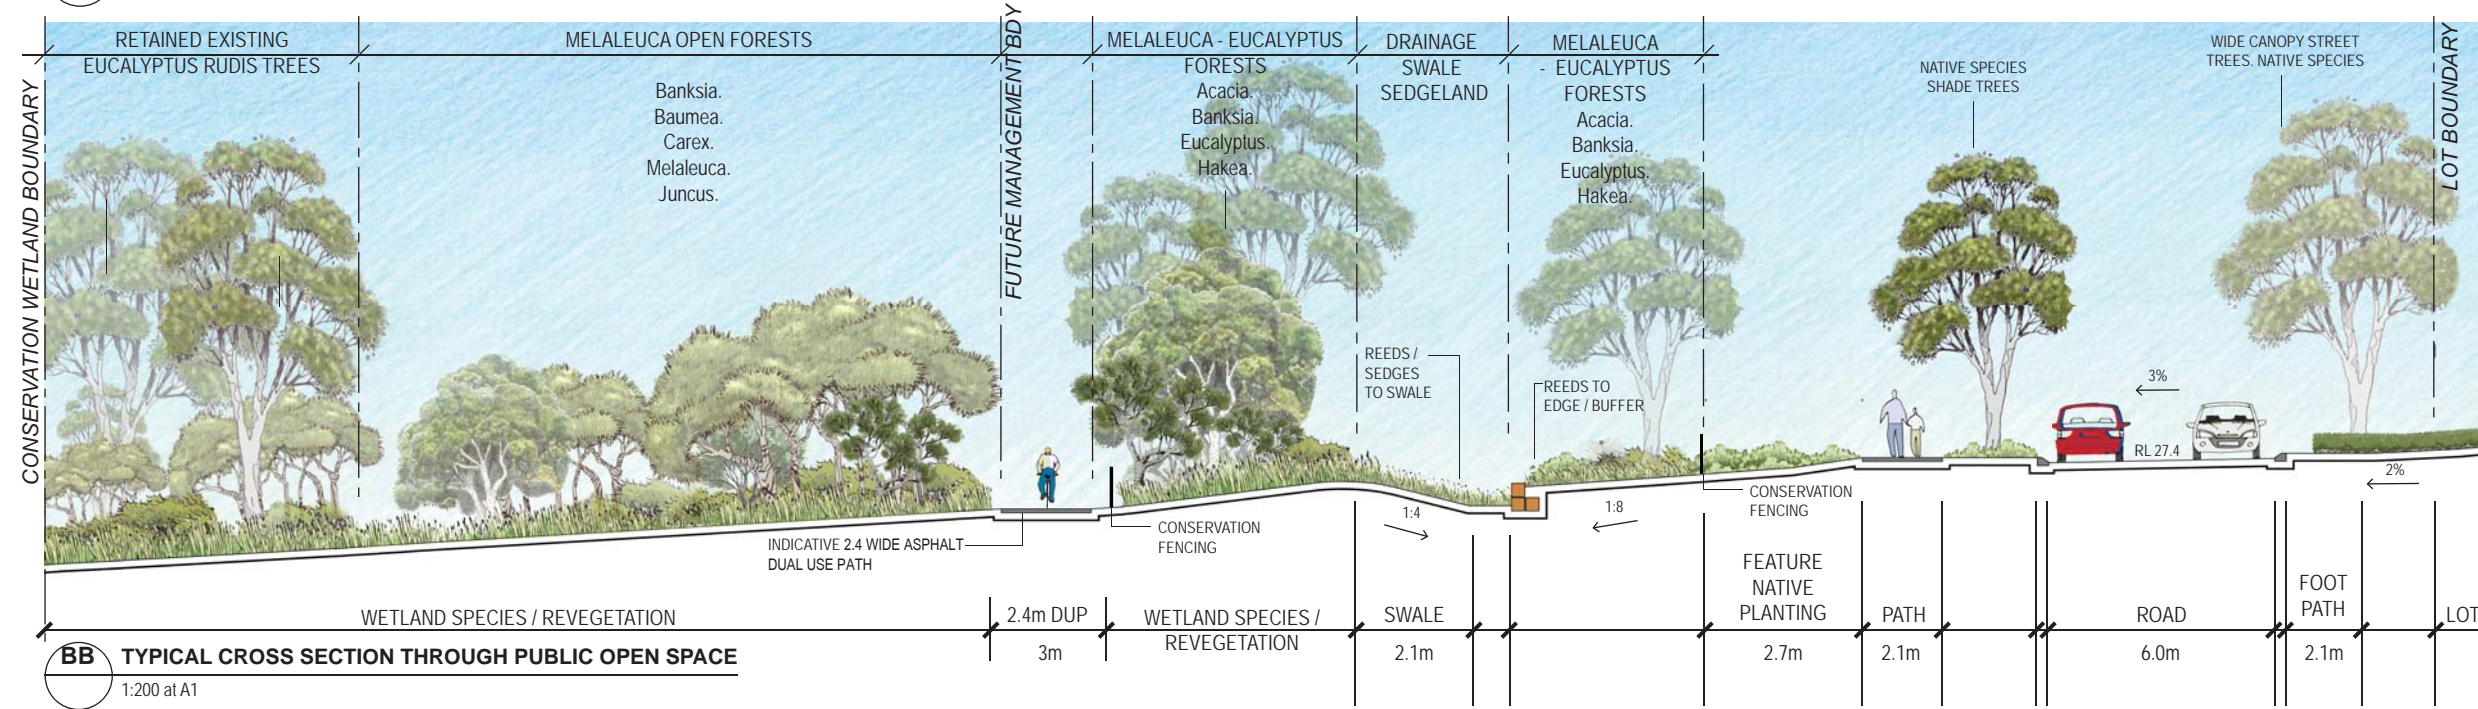 RETAINED EXISTING
EUCALYPTUS RUDIS TREES
MELALEUCA OPEN FORESTS
Banksia.
Baumea.
Carex.
Melaleuca.
Juncus.
MELALEUCA - EUCALYPTUS
FORESTS
Acacia.
Banksia.
Eucalyptus.
Hakea.
DRAINAGE
SWALE
SEDGELAND
MELALEUCA
- EUCALYPTUS
FORESTS
Acacia.
Banksia.
Eucalyptus.
Hakea.
NATIVE SPECIES
SHADE TREES
WIDE CANOPY STREET
TREES. NATIVE SPECIES
CONSERVATION WETLAND BOUNDARY
FUTURE MANAGEMENT BDY
LOT BOUNDARY
REEDS /
SEDGES
TO SWALE
REEDS TO
EDGE / BUFFER
3%
RL 27.4
2%
1:4
1:8
CONSERVATION
FENCING
CONSERVATION
FENCING
INDICATIVE 2.4 WIDE ASPHALT
DUAL USE PATH
WETLAND SPECIES / REVEGETATION
2.4m DUP
3m
WETLAND SPECIES /
REVEGETATION
SWALE
2.1m
FEATURE
NATIVE
PLANTING
2.7m
PATH
2.1m
ROAD
6.0m
FOOT
PATH
2.1m
LOT
BB
TYPICAL CROSS SECTION THROUGH PUBLIC OPEN SPACE
1:200 at A1